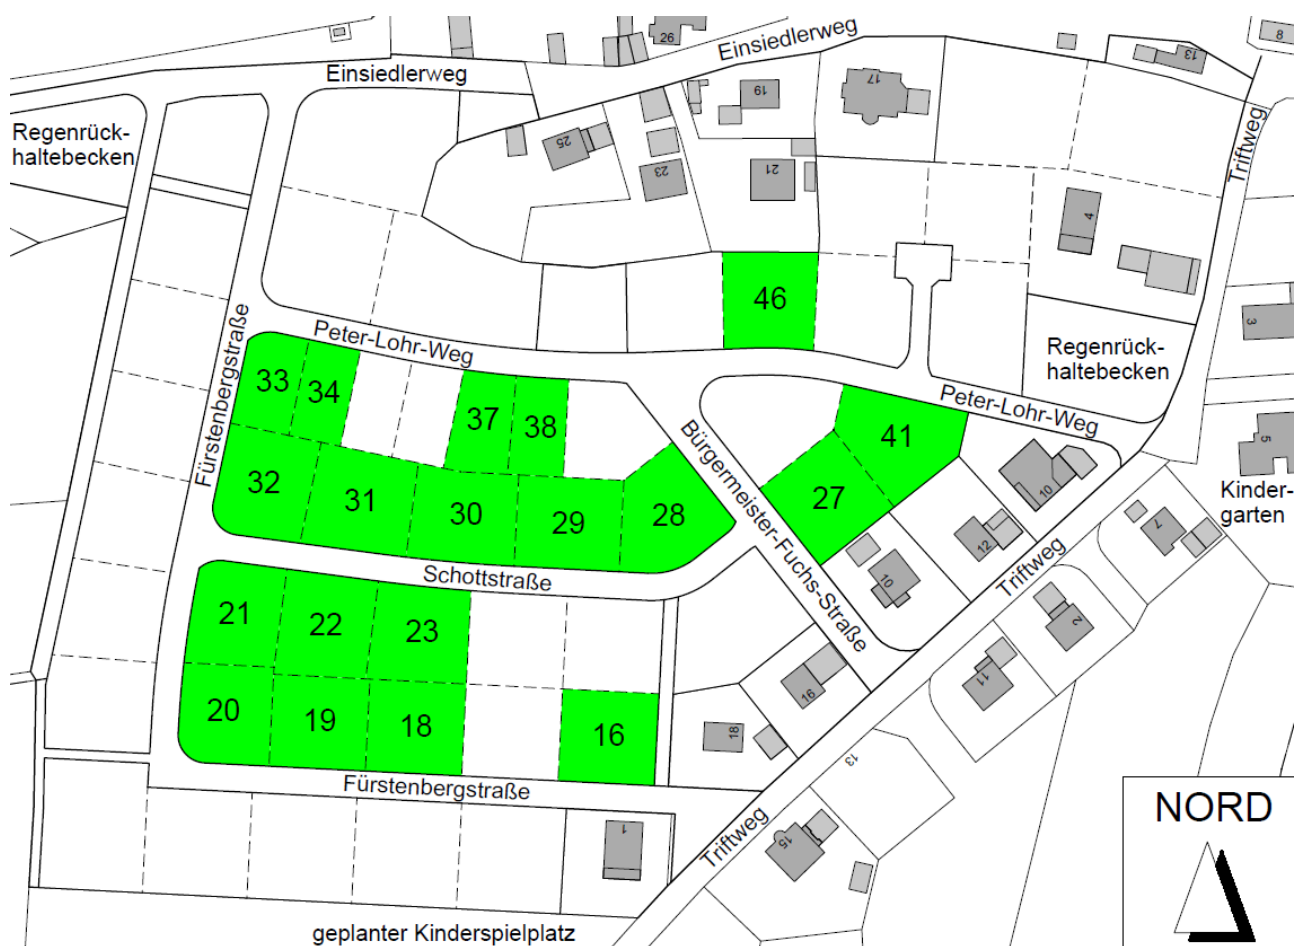 26
Einsiedlerweg
8
13
Einsiedlerweg
17
19
Regenrück-
haltebecken
Triftweg
25
23
21
4
46
3
Fürstenbergstraße
Peter-Lohr-Weg
Regenrück-
haltebecken
33
34
37
38
41
Peter-Lohr-Weg
5
Bürgermeister-Fuchs-Straße
32
31
30
29
28
27
10
Kinder-
garten
7
12
Triftweg
Schottstraße
10
21
22
23
2
11
16
20
19
18
16
18
13
Fürstenbergstraße
1
Triftweg
15
NORD
geplanter Kinderspielplatz